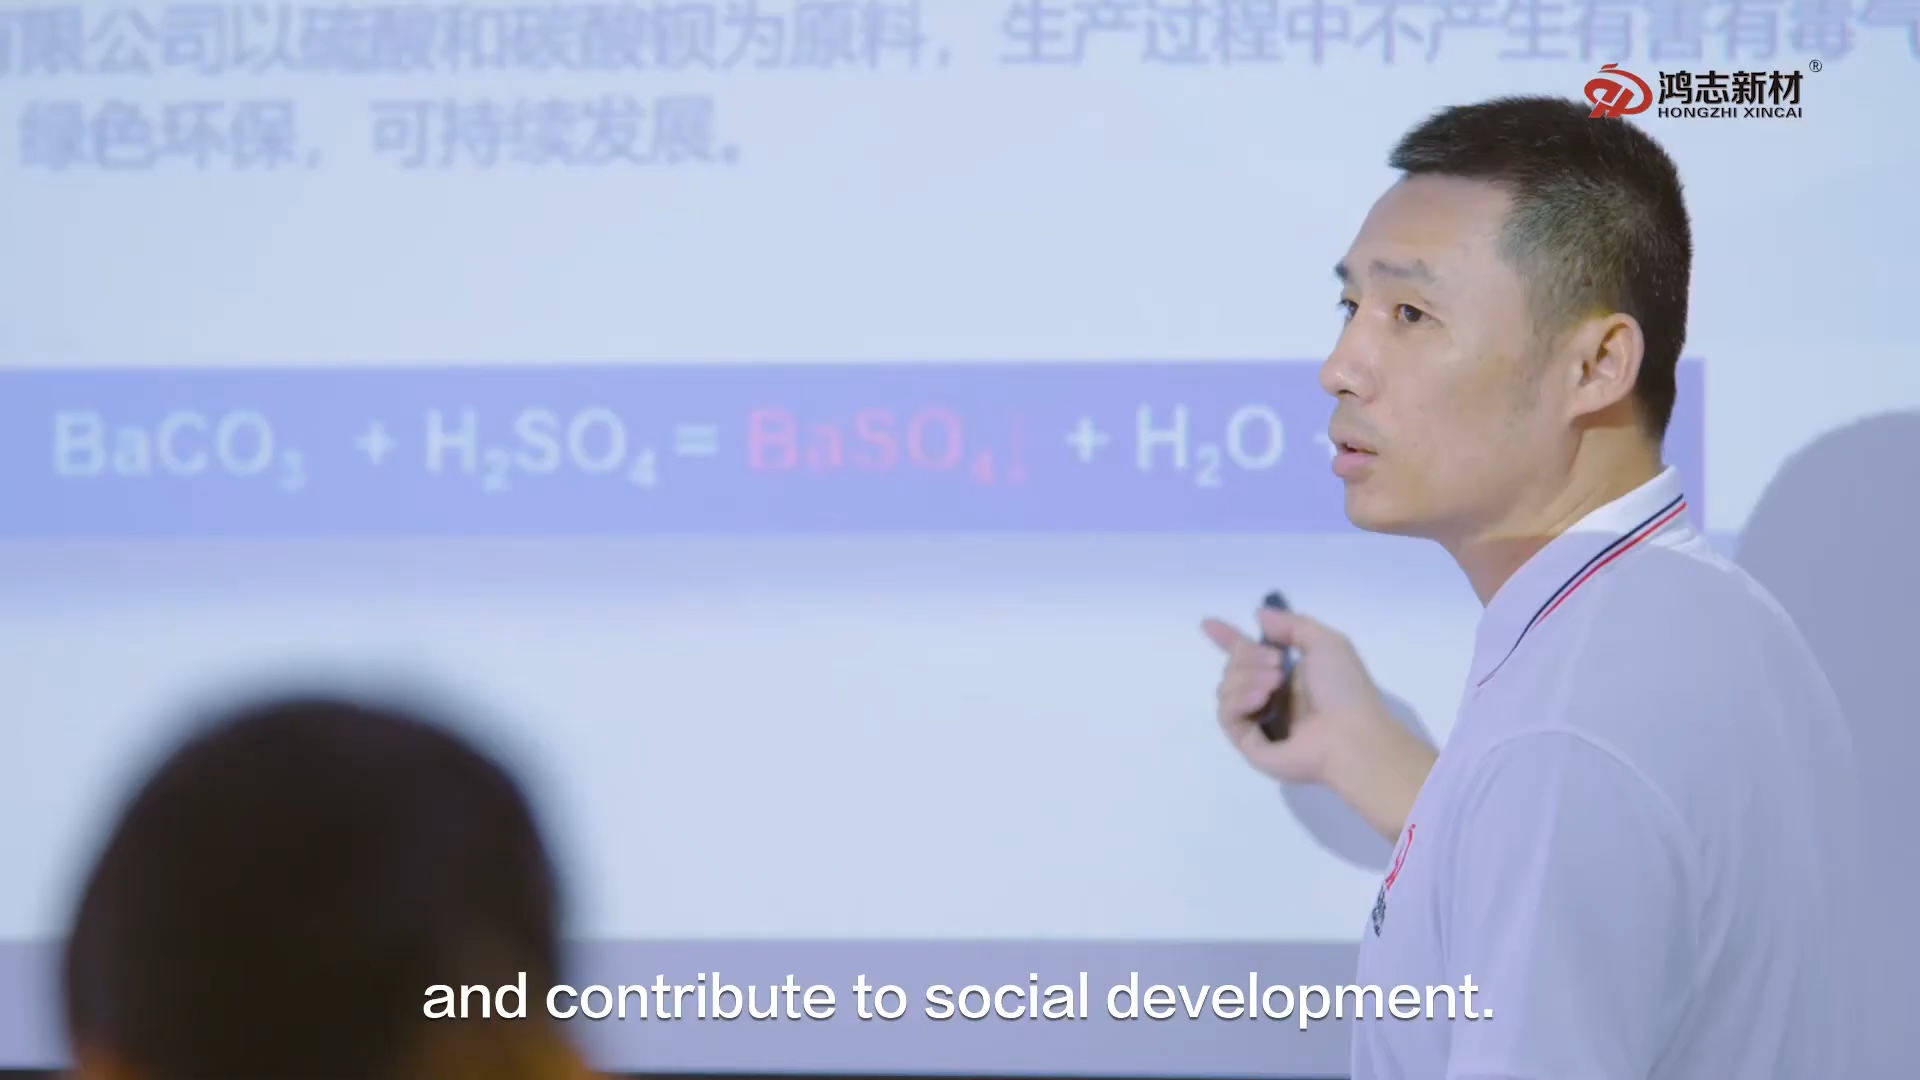 有限公司以硫酸和碳酸钡为原料，生产过程中不产生有害有毒气
绿色环保，可持续发展。
鸿志新材®
HONGZHI XINCAI
BaCO₃ + H₂SO₄ = BaSO₄↓ + H₂O +
and contribute to social development.